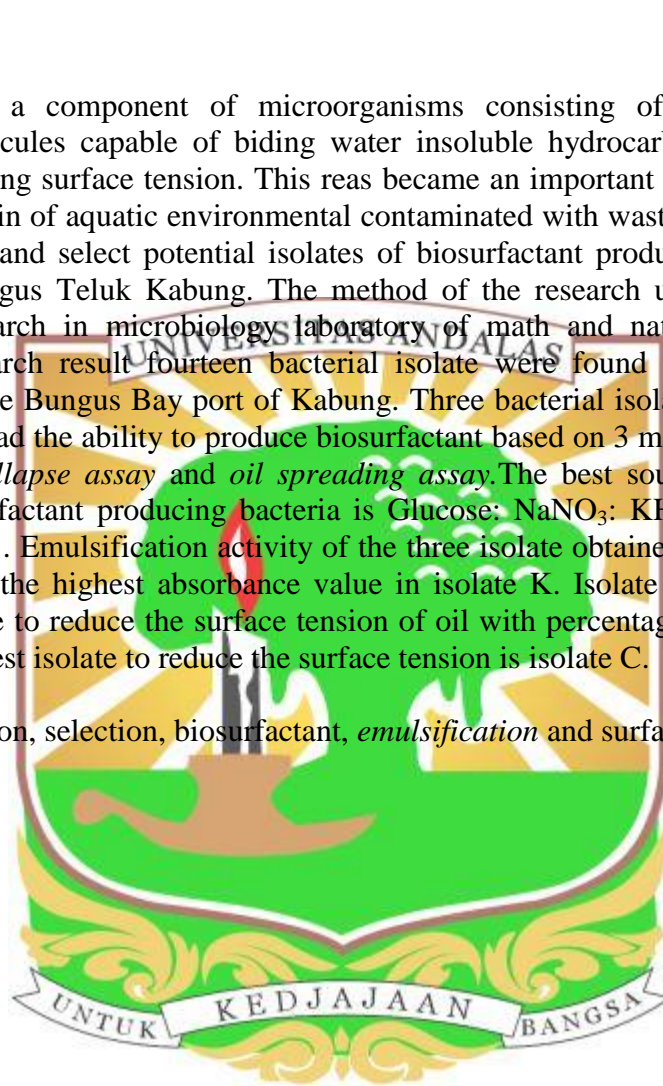 a component of microorganisms consisting of
cules capable of biding water insoluble hydrocarb
ng surface tension. This reas became an important
in of aquatic environmental contaminated with wast
and select potential isolates of biosurfactant produ
gus Teluk Kabung. The method of the research u
arch in microbiology laboratory of math and nat
UNIVERSITAS ANDALAS
arch result fourteen bacterial isolate were found
e Bungus Bay port of Kabung. Three bacterial isola
ad the ability to produce biosurfactant based on 3 m
llapse assay and oil spreading assay.The best sou
rfactant producing bacteria is Glucose: NaNO₃: KH
. Emulsification activity of the three isolate obtaine
the highest absorbance value in isolate K. Isolate
e to reduce the surface tension of oil with percentag
est isolate to reduce the surface tension is isolate C.
on, selection, biosurfactant, emulsification and surfa
UNTUK KEDJAJAAN BANGSA